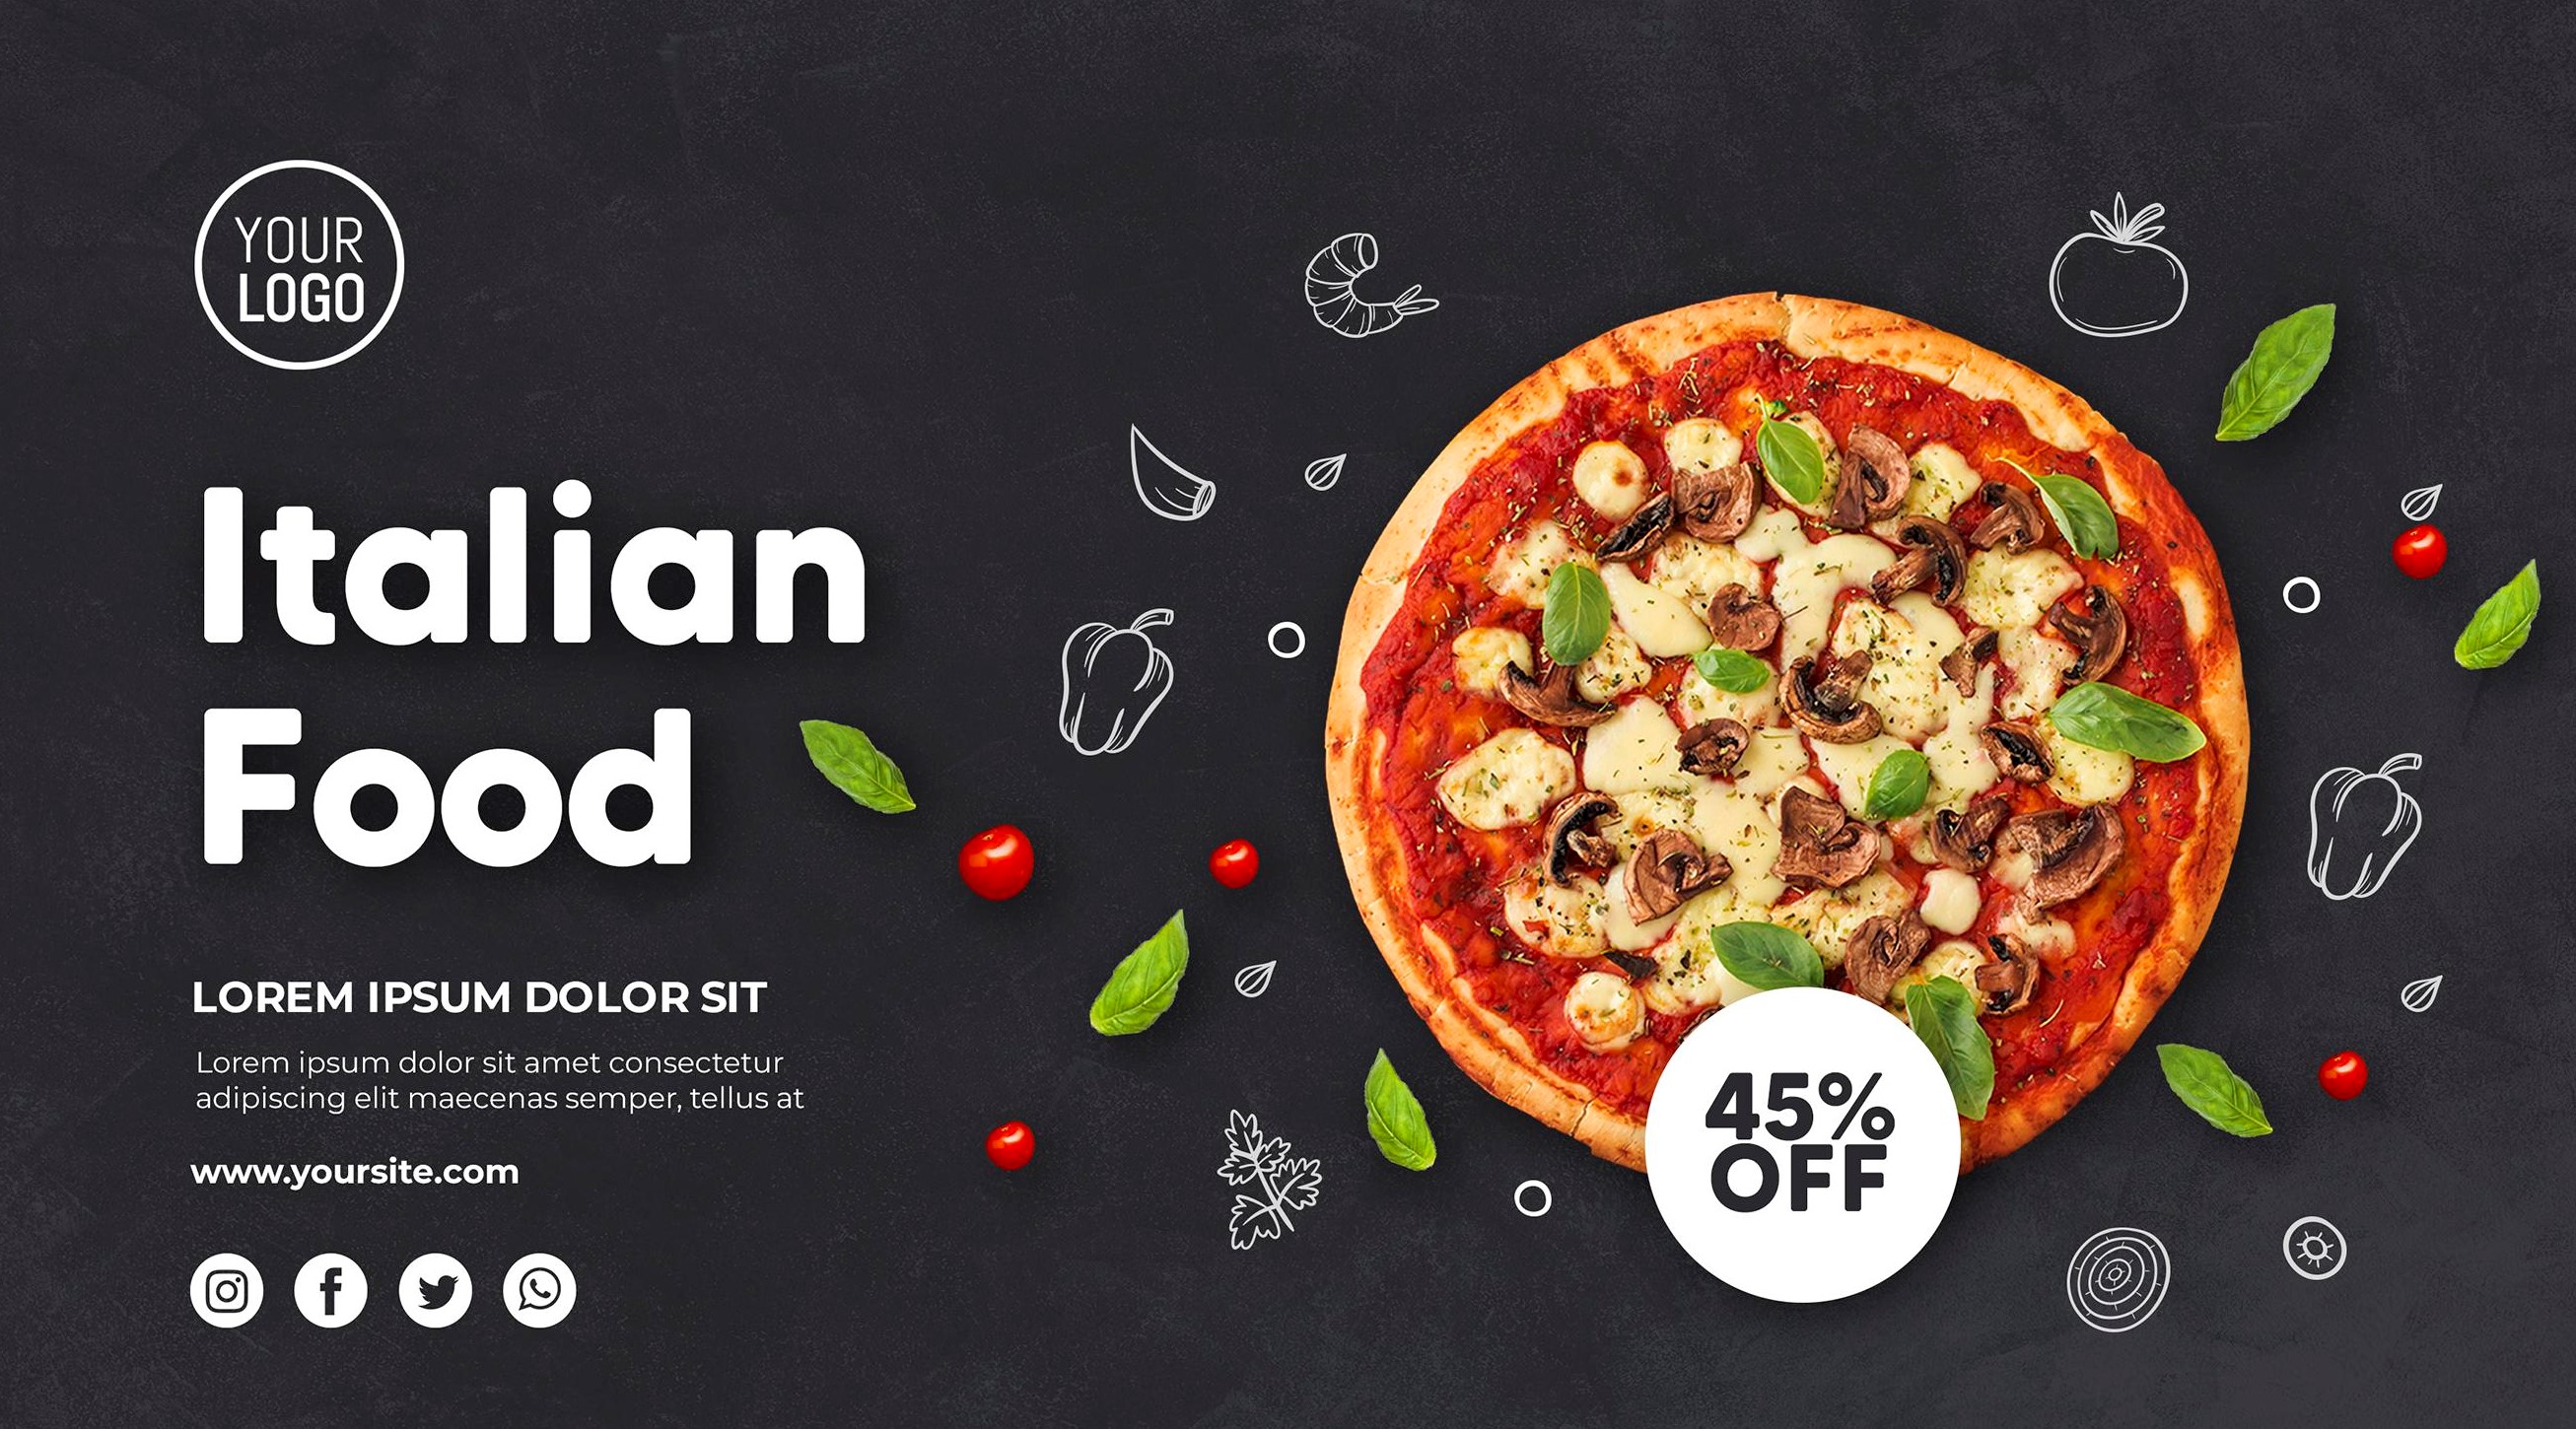 YOUR
LOGO
Italian
Food
LOREM IPSUM DOLOR SIT
Lorem ipsum dolor sit amet consectetur
adipiscing elit maecenas semper, tellus at
www.yoursite.com
45%
OFF